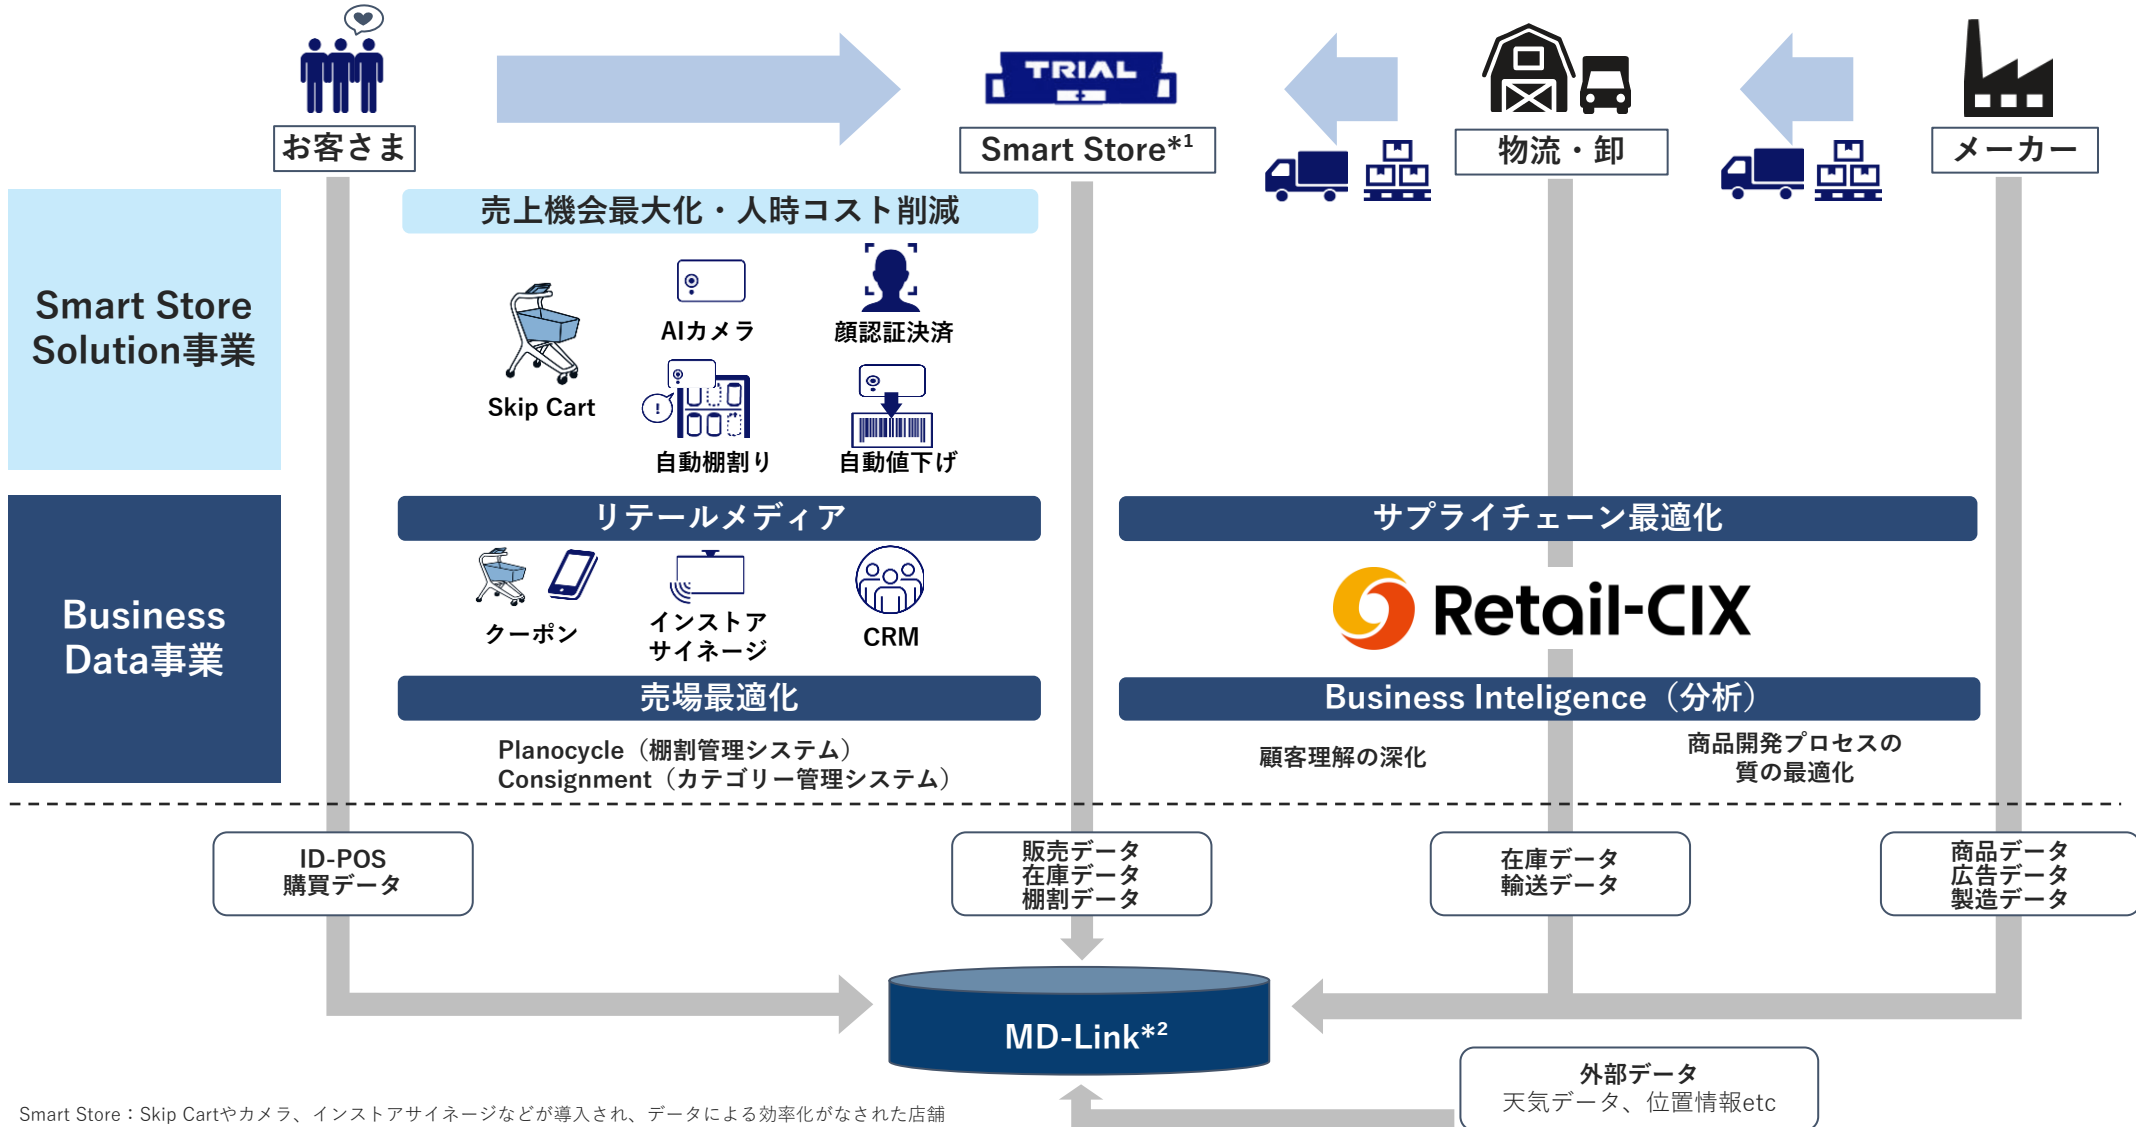 TRIAL
お客さま
Smart Store*1
物流・卸
メーカー
売上機会最大化・人時コスト削減
Smart Store
Solution事業
AIカメラ
顔認証決済
Skip Cart
!
自動棚割り
自動値下げ
リテールメディア
サプライチェーン最適化
Business
Data事業
クーポン
インストア
サイネージ
CRM
Retail-CIX
売場最適化
Business Inteligence（分析）
Planocycle（棚割管理システム）
Consignment（カテゴリー管理システム）
顧客理解の深化
商品開発プロセスの
質の最適化
ID-POS
購買データ
販売データ
在庫データ
棚割データ
在庫データ
輸送データ
商品データ
広告データ
製造データ
MD-Link*2
外部データ
天気データ、位置情報etc
Smart Store：Skip Cartやカメラ、インストアサイネージなどが導入され、データによる効率化がなされた店舗